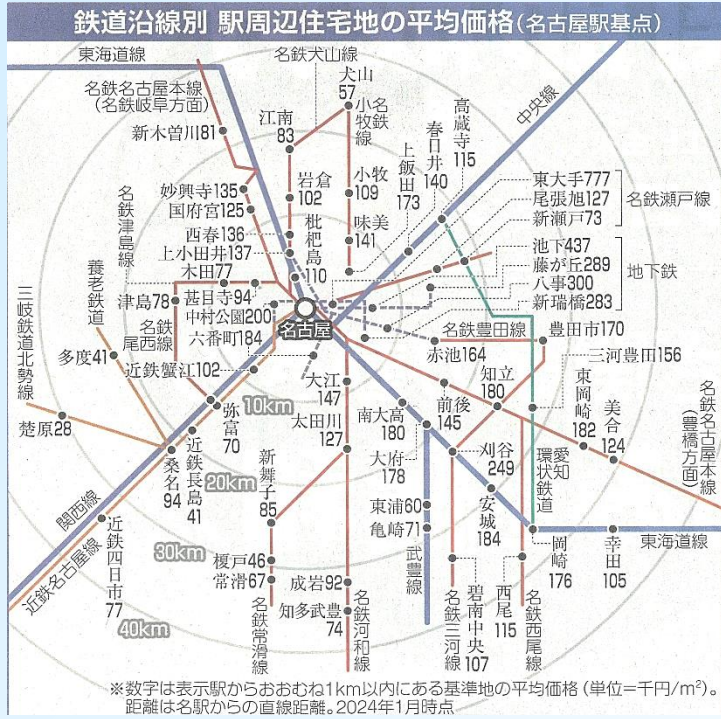 鉄道沿線別 駅周辺住宅地の平均価格(名古屋駅基点)
東海道線
名鉄犬山線
名鉄名古屋本線
(名鉄岐阜方面)
犬山
57
名鉄
小牧線
江南
83
新木曽川81
高蔵寺
115
春日井
140
上飯田
173
中央線
小牧
109
岩倉
102
味美
141
枇杷島
110
妙興寺135
国府宮125
西春136
上小田井137
名鉄津島線
木田77
甚目寺94
津島78
中村公園200
六番町184
名古屋
名鉄
尾西線
東大手777
尾張旭127
新瀬戸73
名鉄瀬戸線
池下437
藤が丘289
八事300
新瑞橋283
地下鉄
名鉄豊田線
豊田市170
赤池164
三河豊田156
養老鉄道
三岐鉄道北勢線
多度41
楚原28
近鉄蟹江102
10km
弥富
70
近鉄長島
41
桑名
94
20km
関西線
近鉄名古屋線
近鉄四日市
77
30km
40km
大江
147
太田川
127
新舞子
85
榎戸46
常滑67
名鉄常滑線
成岩92
知多武豊
74
名鉄河和線
南大高
180
大府
178
東浦60
亀崎71
武豊線
前後
145
知立
180
刈谷
249
安城
184
東岡崎
182
美合
124
名鉄名古屋本線
(豊橋方面)
愛知
環状鉄道
岡崎
176
幸田
105
東海道線
碧南中央
107
名鉄三河線
西尾
115
名鉄西尾線
※数字は表示駅からおおむね1km以内にある基準地の平均価格(単位=千円/m²)。
距離は名駅からの直線距離。2024年1月時点